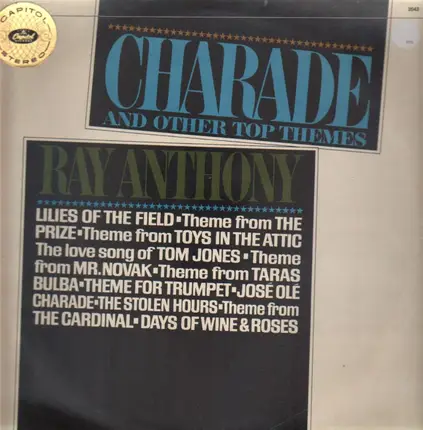 CAPITOL
Capitol
STEREO
CHARADE
AND OTHER TOP THEMES
RAY ANTHONY
LILIES OF THE FIELD▪Theme from THE
PRIZE▪Theme from TOYS IN THE ATTIC
The love song of TOM JONES▪Theme
from MR. NOVAK▪Theme from TARAS
BULBA▪THEME FOR TRUMPET▪JOSÉ OLÉ
CHARADE▪THE STOLEN HOURS▪Theme from
THE CARDINAL▪DAYS OF WINE & ROSES